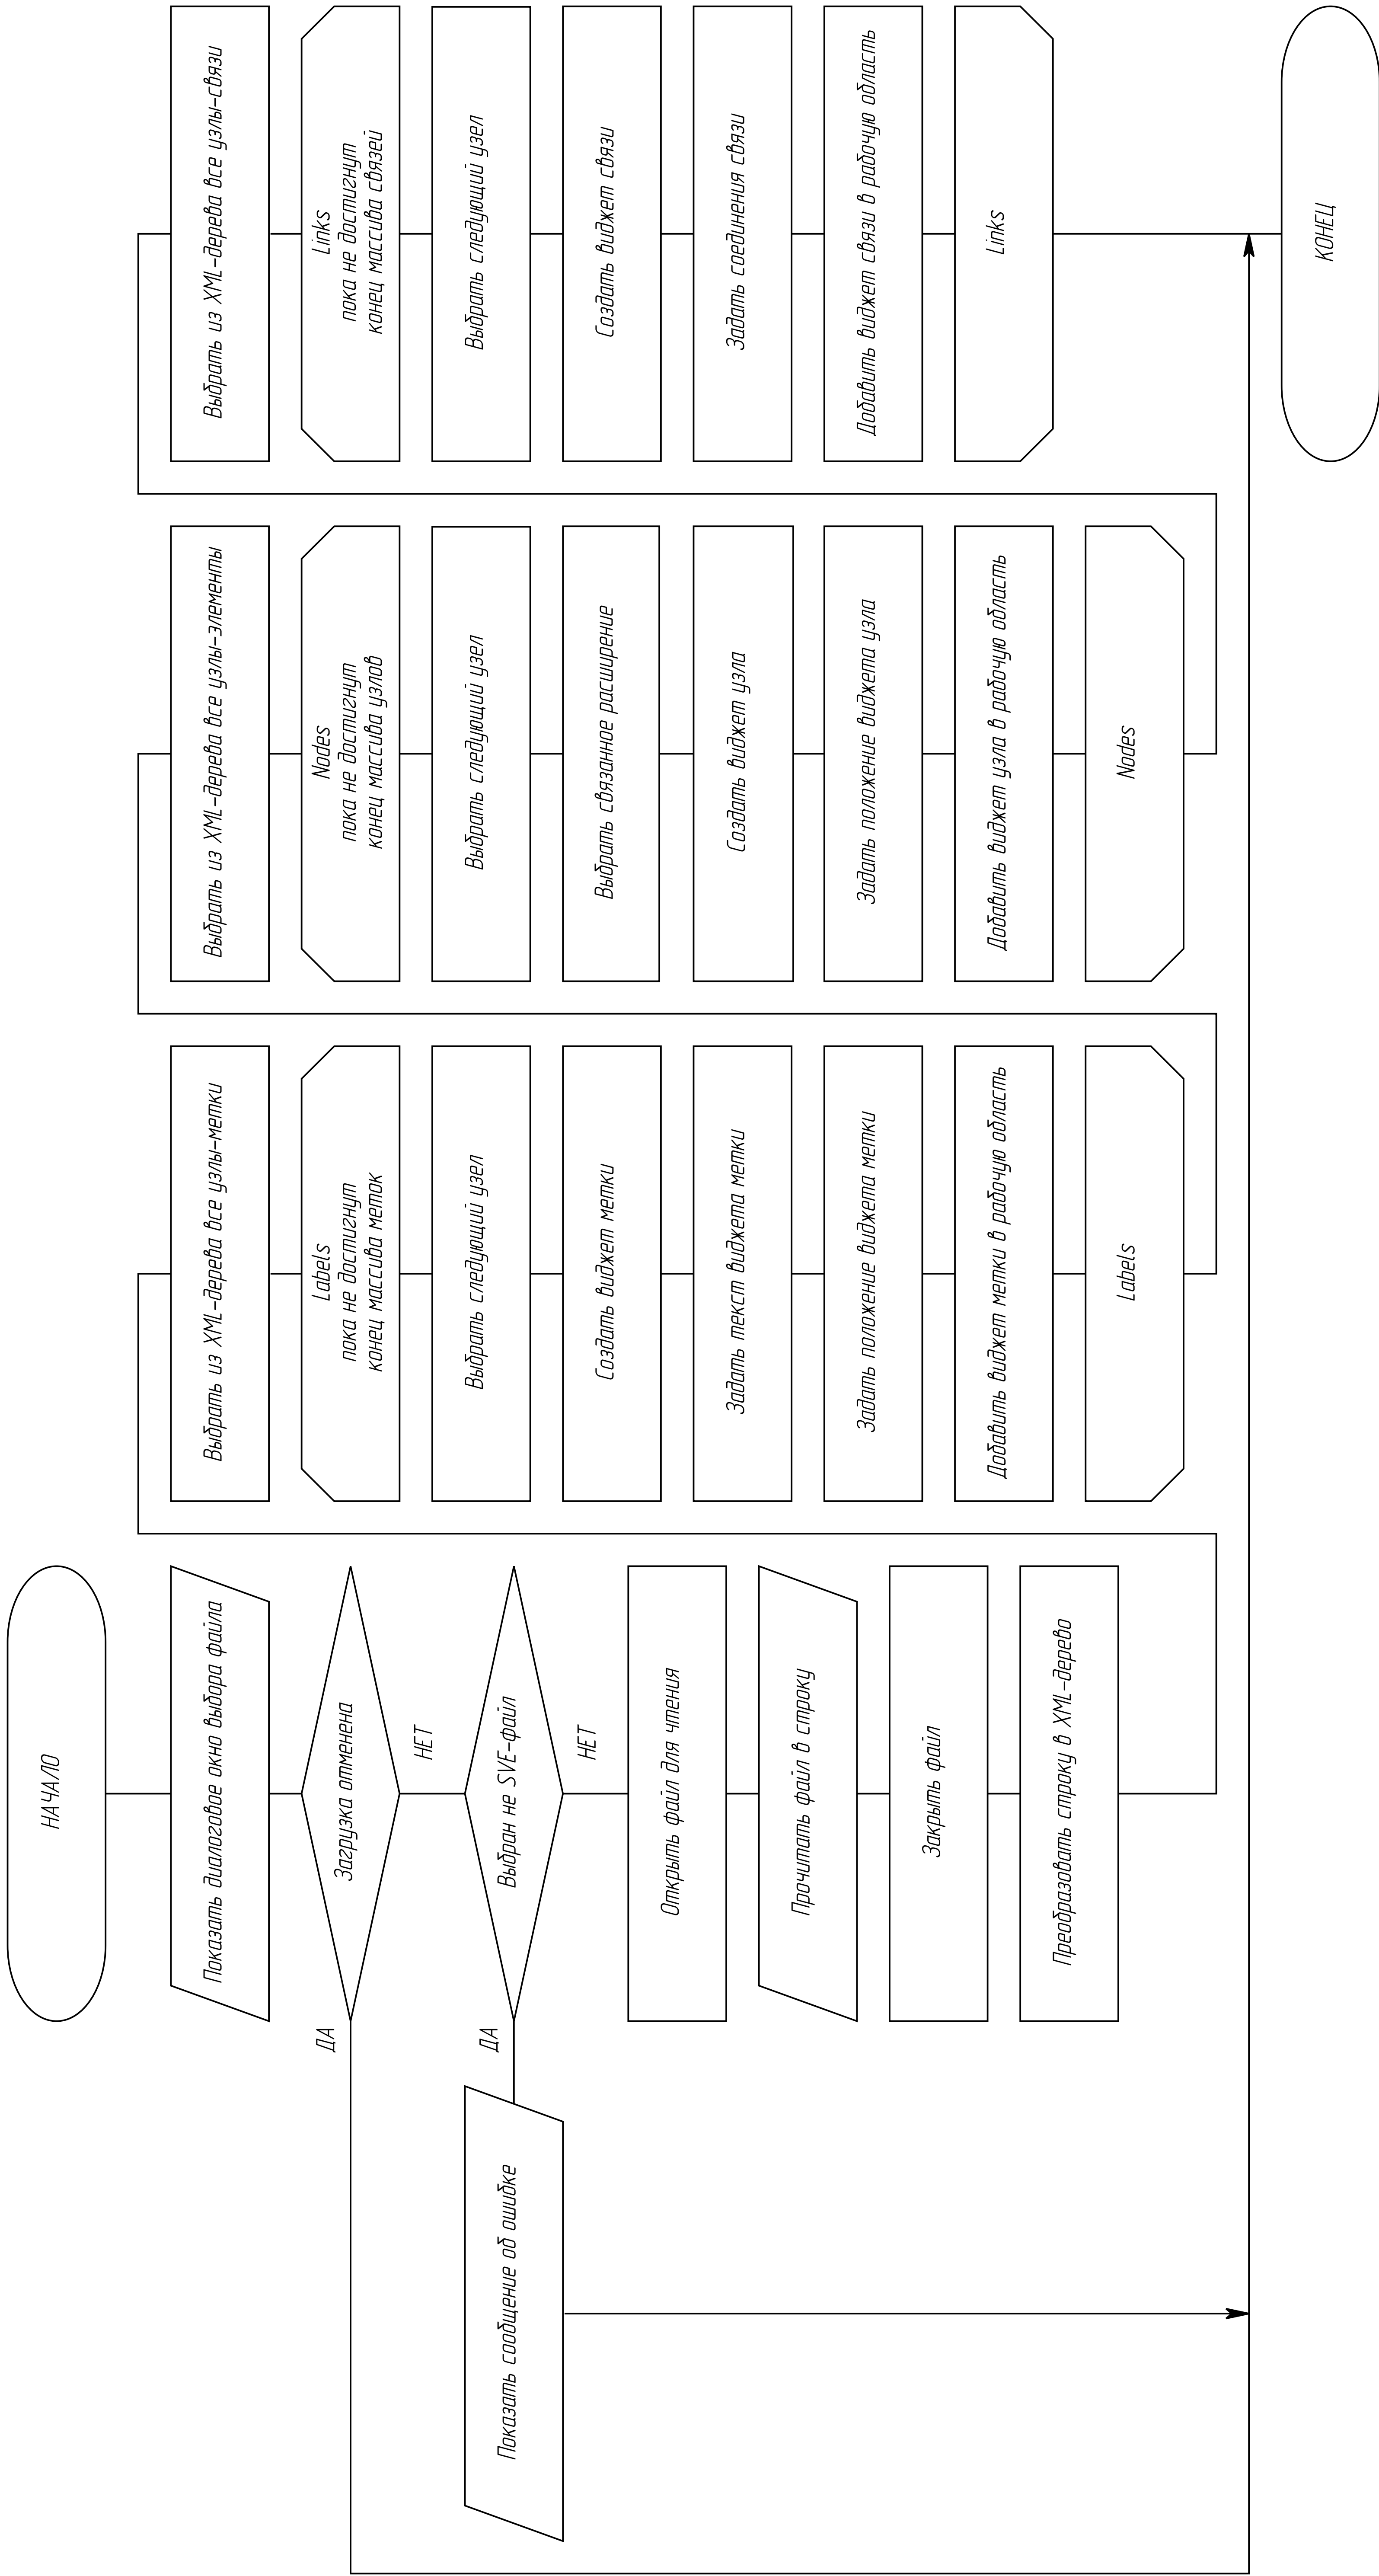 НАЧАЛО
Показать диалоговое окно выбора файла
Загрузка отменена
ДА
НЕТ
Выбран не SVE-файл
ДА
НЕТ
Показать сообщение об ошибке
Открыть файл для чтения
Прочитать файл в строку
Закрыть файл
Преобразовать строку в XML-дерево
Выбрать из XML-дерева все узлы-метки
Labels
пока не достигнут
конец массива меток
Выбрать следующий узел
Создать виджет метки
Задать текст виджета метки
Задать положение виджета метки
Добавить виджет метки в рабочую область
Labels
Выбрать из XML-дерева все узлы-элементы
Nodes
пока не достигнут
конец массива узлов
Выбрать следующий узел
Выбрать связанное расширение
Создать виджет узла
Задать положение виджета узла
Добавить виджет узла в рабочую область
Nodes
Выбрать из XML-дерева все узлы-связи
Links
пока не достигнут
конец массива связей
Выбрать следующий узел
Создать виджет связи
Задать соединения связи
Добавить виджет связи в рабочую область
Links
КОНЕЦ